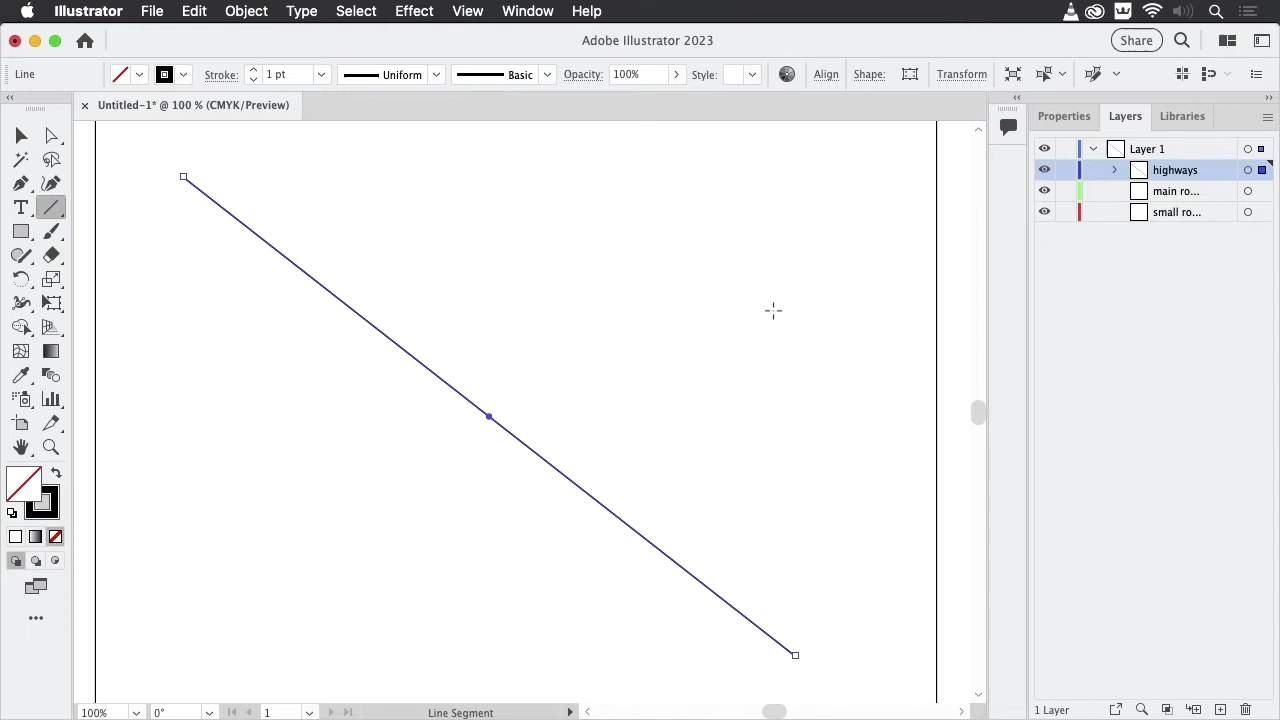 Illustrator File Edit Object Type Select Effect View Window Help
Adobe Illustrator 2023
Share
Line
Stroke: 1 pt Uniform Basic Opacity: 100% Style: Align Shape: Transform
Untitled-1* @ 100 % (CMYK/Preview)
Properties Layers Libraries
Layer 1
highways
main ro...
small ro...
100% 0° 1 Line Segment
1 Layer